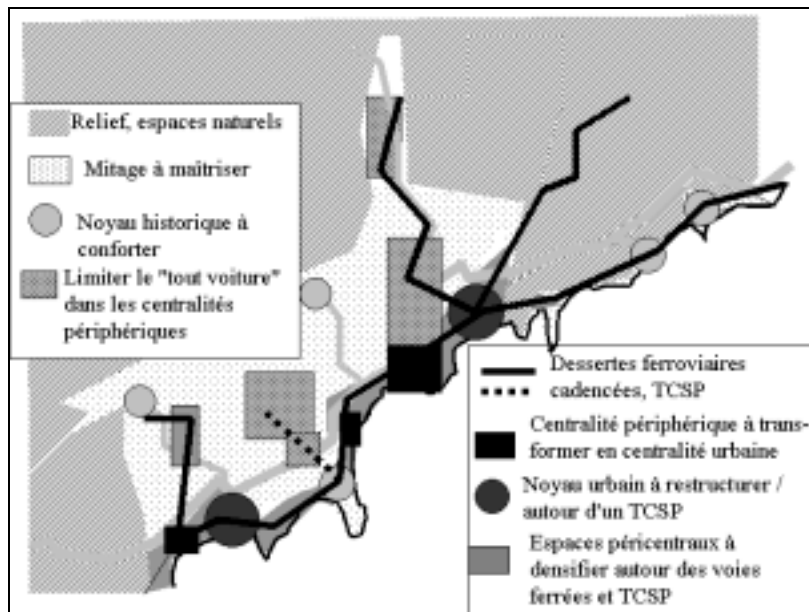 Relief, espaces naturels
Mitage à maîtriser
Noyau historique à
conforter
Limiter le "tout voiture"
dans les centralités
périphériques
Dessertes ferroviaires
cadencées, TCSP
Centralité périphérique à trans-
former en centralité urbaine
Noyau urbain à restructurer /
autour d'un TCSP
Espaces péricentraux à
densifier autour des voies
ferrées et TCSP